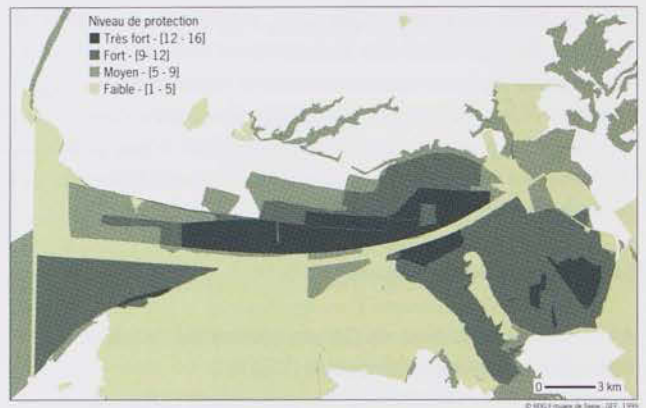 Niveau de protection
Très fort - [12 - 16]
Fort - [9- 12]
Moyen - [5 - 9]
Faible - [1 - 5]
0 3 km
1996